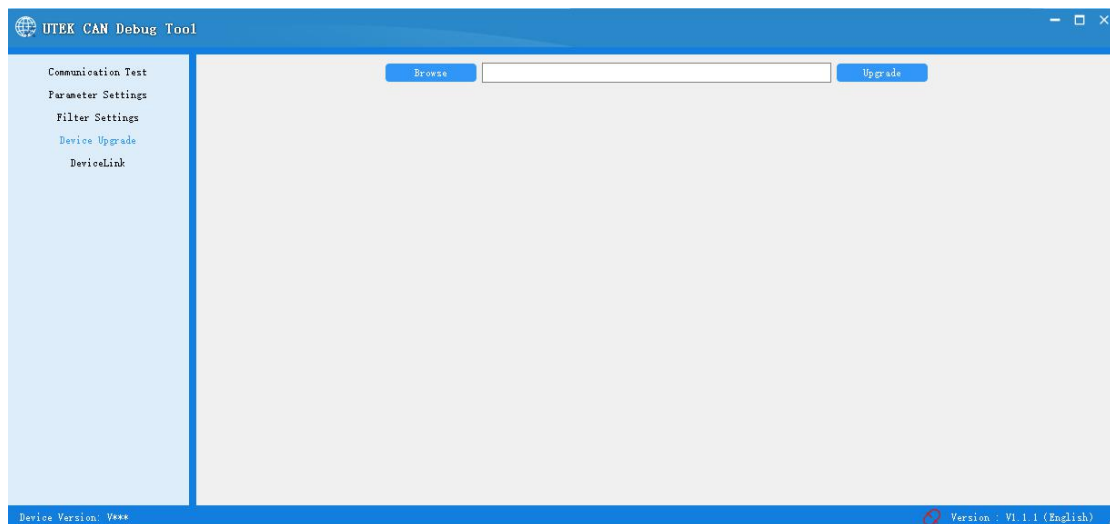 UTEK CAN Debug Tool
Communication Test
Parameter Settings
Filter Settings
Device Upgrade
DeviceLink
Browse
Upgrade
Device Version: V***
Version : V1.1.1 (English)